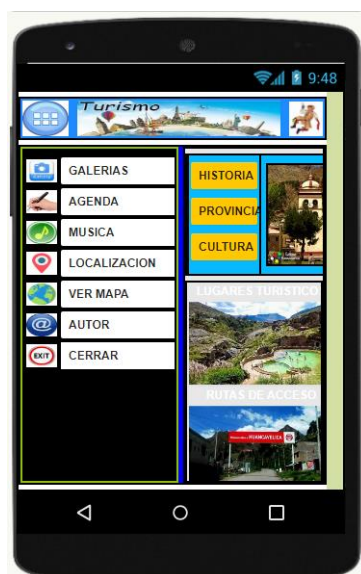 9:48
Turismo
GALERIAS
AGENDA
MUSICA
LOCALIZACION
VER MAPA
@ AUTOR
EXIT CERRAR
HISTORIA
PROVINCIA
CULTURA
LUGARES TURISTICO
RUTAS DE ACCESO
HUANCAVELICA